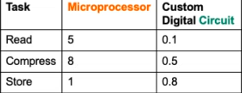 Task Microprocessor Custom
Digital Circuit
Read 5 0.1
Compress 8 0.5
Store 1 0.8